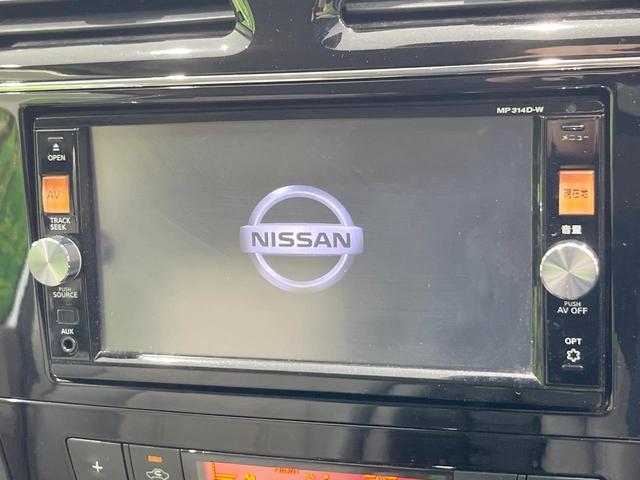 MP314D-W
OPEN
メニュー
AV
現在地
TRACK
SEEK
音量
NISSAN
PUSH
SOURCE
PUSH
AV OFF
AUX
OPT
FRONT